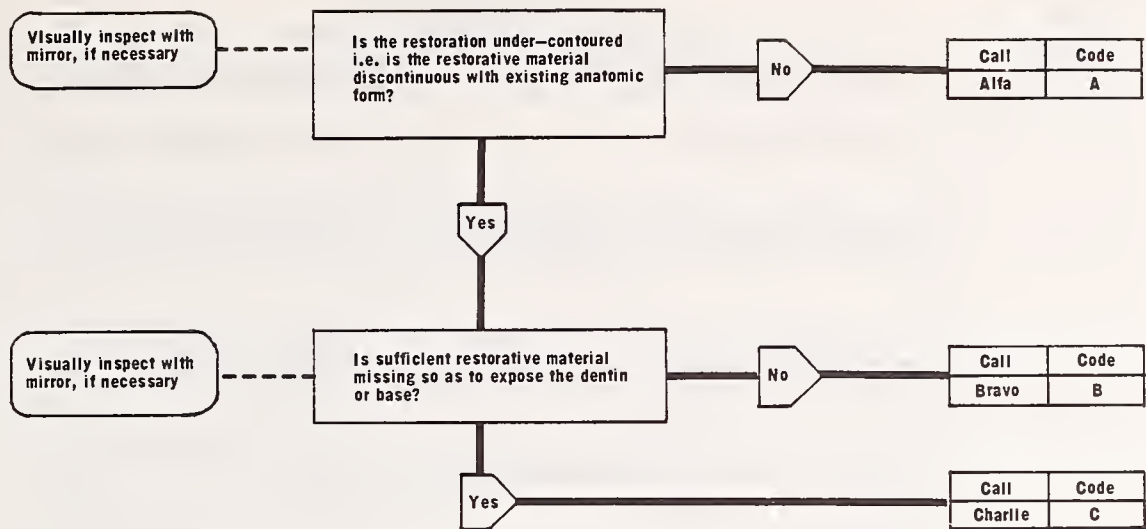 Visually inspect with
mirror, if necessary
Is the restoration under—contoured
i.e. is the restorative material
discontinuous with existing anatomic
form?
No
Call Code
Alfa A
Yes
Visually inspect with
mirror, if necessary
Is sufficient restorative material
missing so as to expose the dentin
or base?
No
Call Code
Bravo B
Yes
Call Code
Charlie C